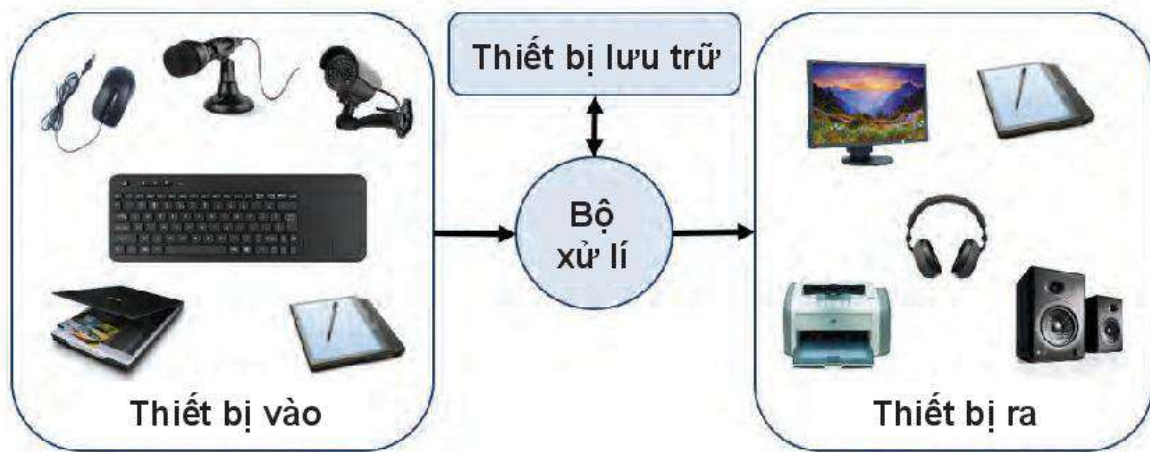 Thiết bị lưu trữ
Bộ
xử lí
Thiết bị vào
Thiết bị ra